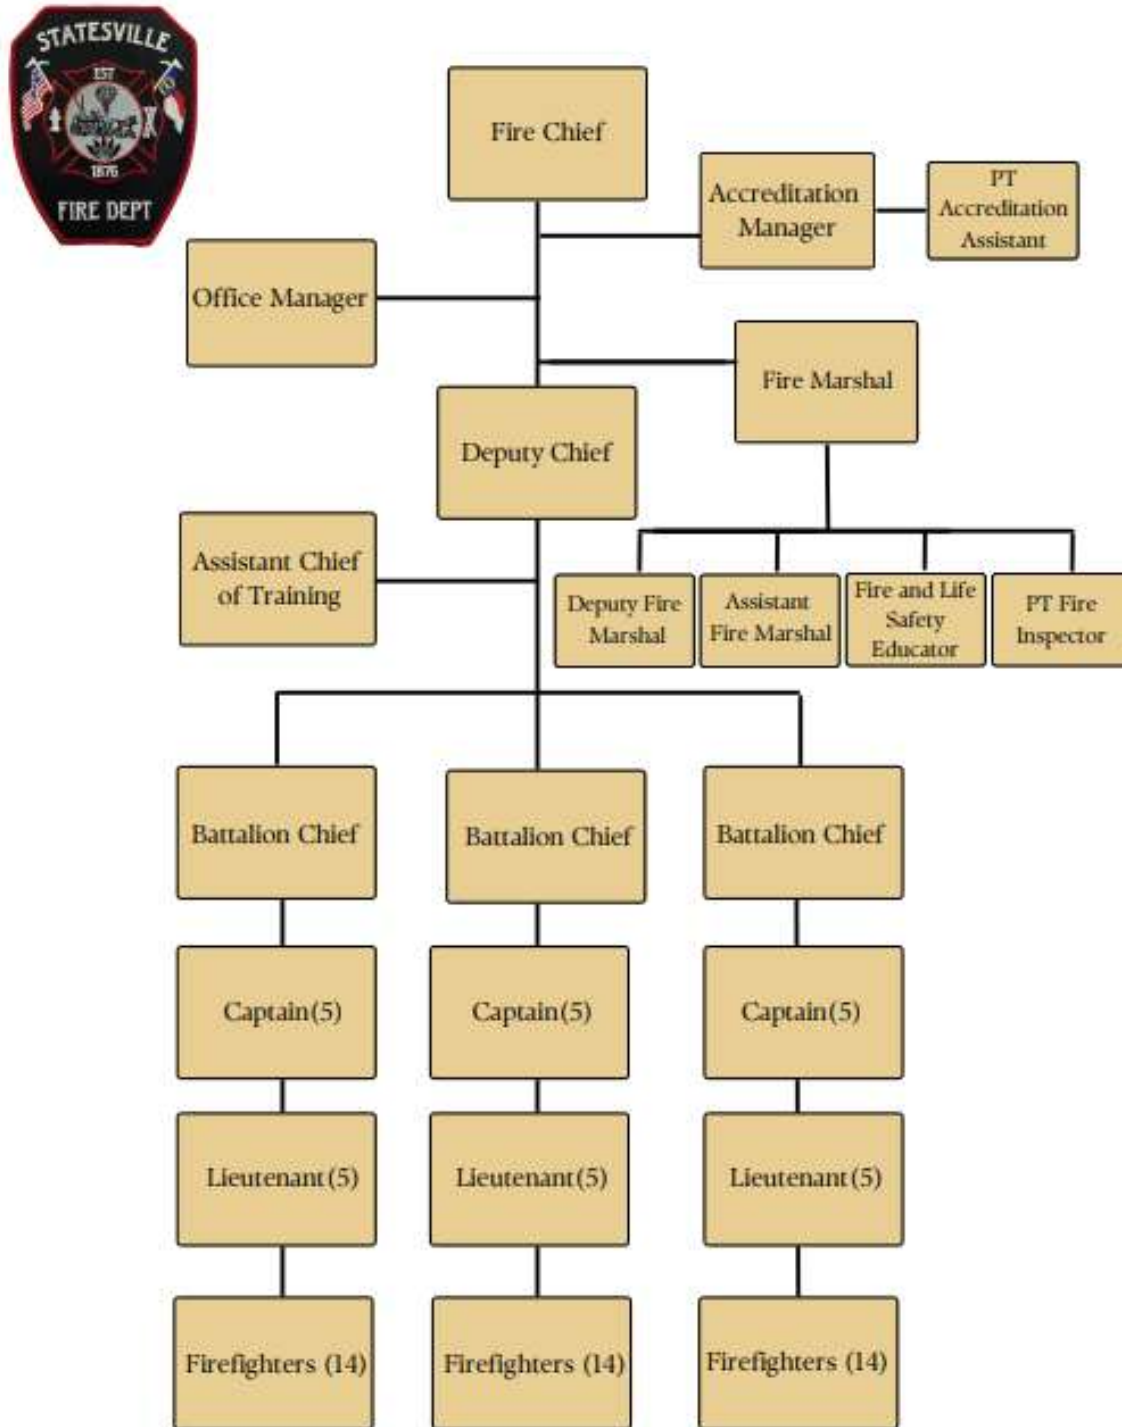 STATESVILLE
EST
1876
FIRE DEPT
Fire Chief
Accreditation
Manager
PT
Accreditation
Assistant
Office Manager
Fire Marshal
Deputy Chief
Assistant Chief
of Training
Deputy Fire
Marshal
Assistant
Fire Marshal
Fire and Life
Safety
Educator
PT Fire
Inspector
Battalion Chief
Battalion Chief
Battalion Chief
Captain(5)
Captain(5)
Captain(5)
Lieutenant(5)
Lieutenant(5)
Lieutenant(5)
Firefighters (14)
Firefighters (14)
Firefighters (14)